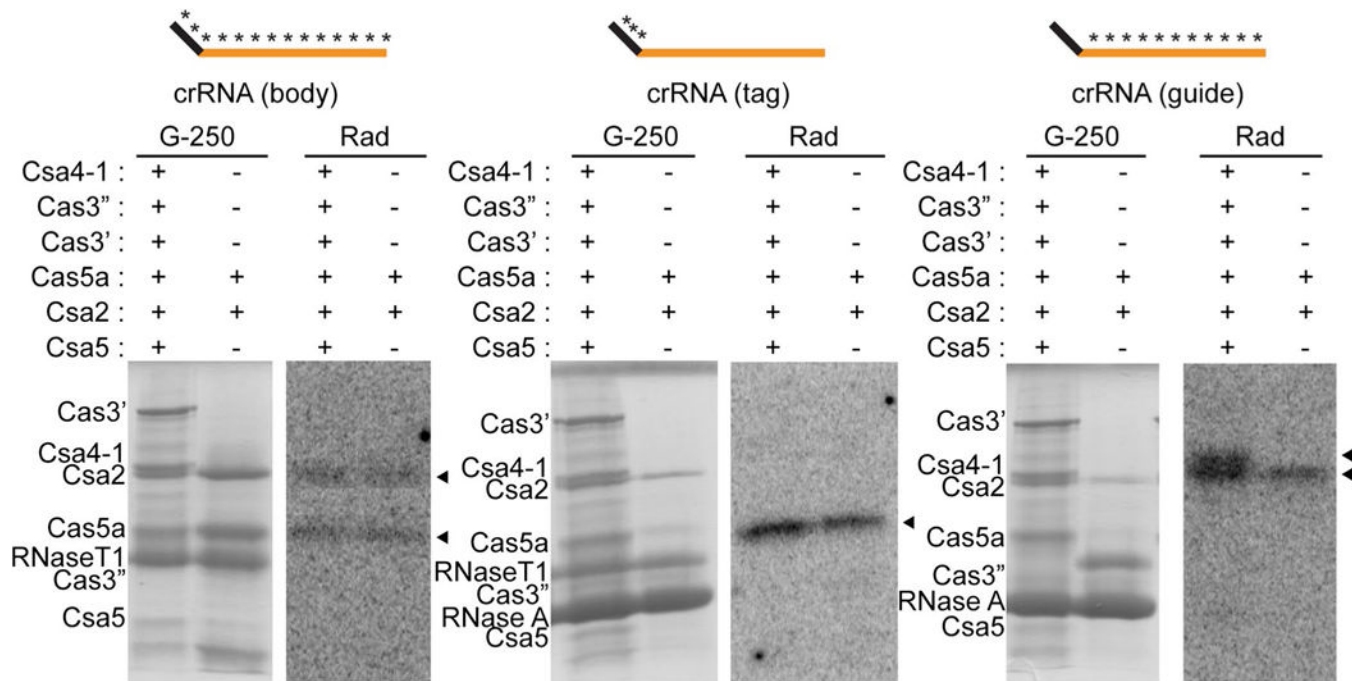 * * * * * * * * * * * * * *
* * *
* * * * * * * * * * *
crRNA (body)
crRNA (tag)
crRNA (guide)
G-250 Rad
G-250 Rad
G-250 Rad
Csa4-1 : + - + -
Cas3” : + - + -
Cas3’ : + - + -
Cas5a : + + + +
Csa2 : + + + +
Csa5 : + - + -
Csa4-1 : + - + -
Cas3” : + - + -
Cas3’ : + - + -
Cas5a : + + + +
Csa2 : + + + +
Csa5 : + - + -
Csa4-1 : + - + -
Cas3” : + - + -
Cas3’ : + - + -
Cas5a : + + + +
Csa2 : + + + +
Csa5 : + - + -
Cas3’
Csa4-1
Csa2
Cas5a
RNaseT1
Cas3”
Csa5
Cas3’
Csa4-1
Csa2
Cas5a
RNaseT1
Cas3”
RNase A
Csa5
Cas3’
Csa4-1
Csa2
Cas5a
Cas3”
RNase A
Csa5